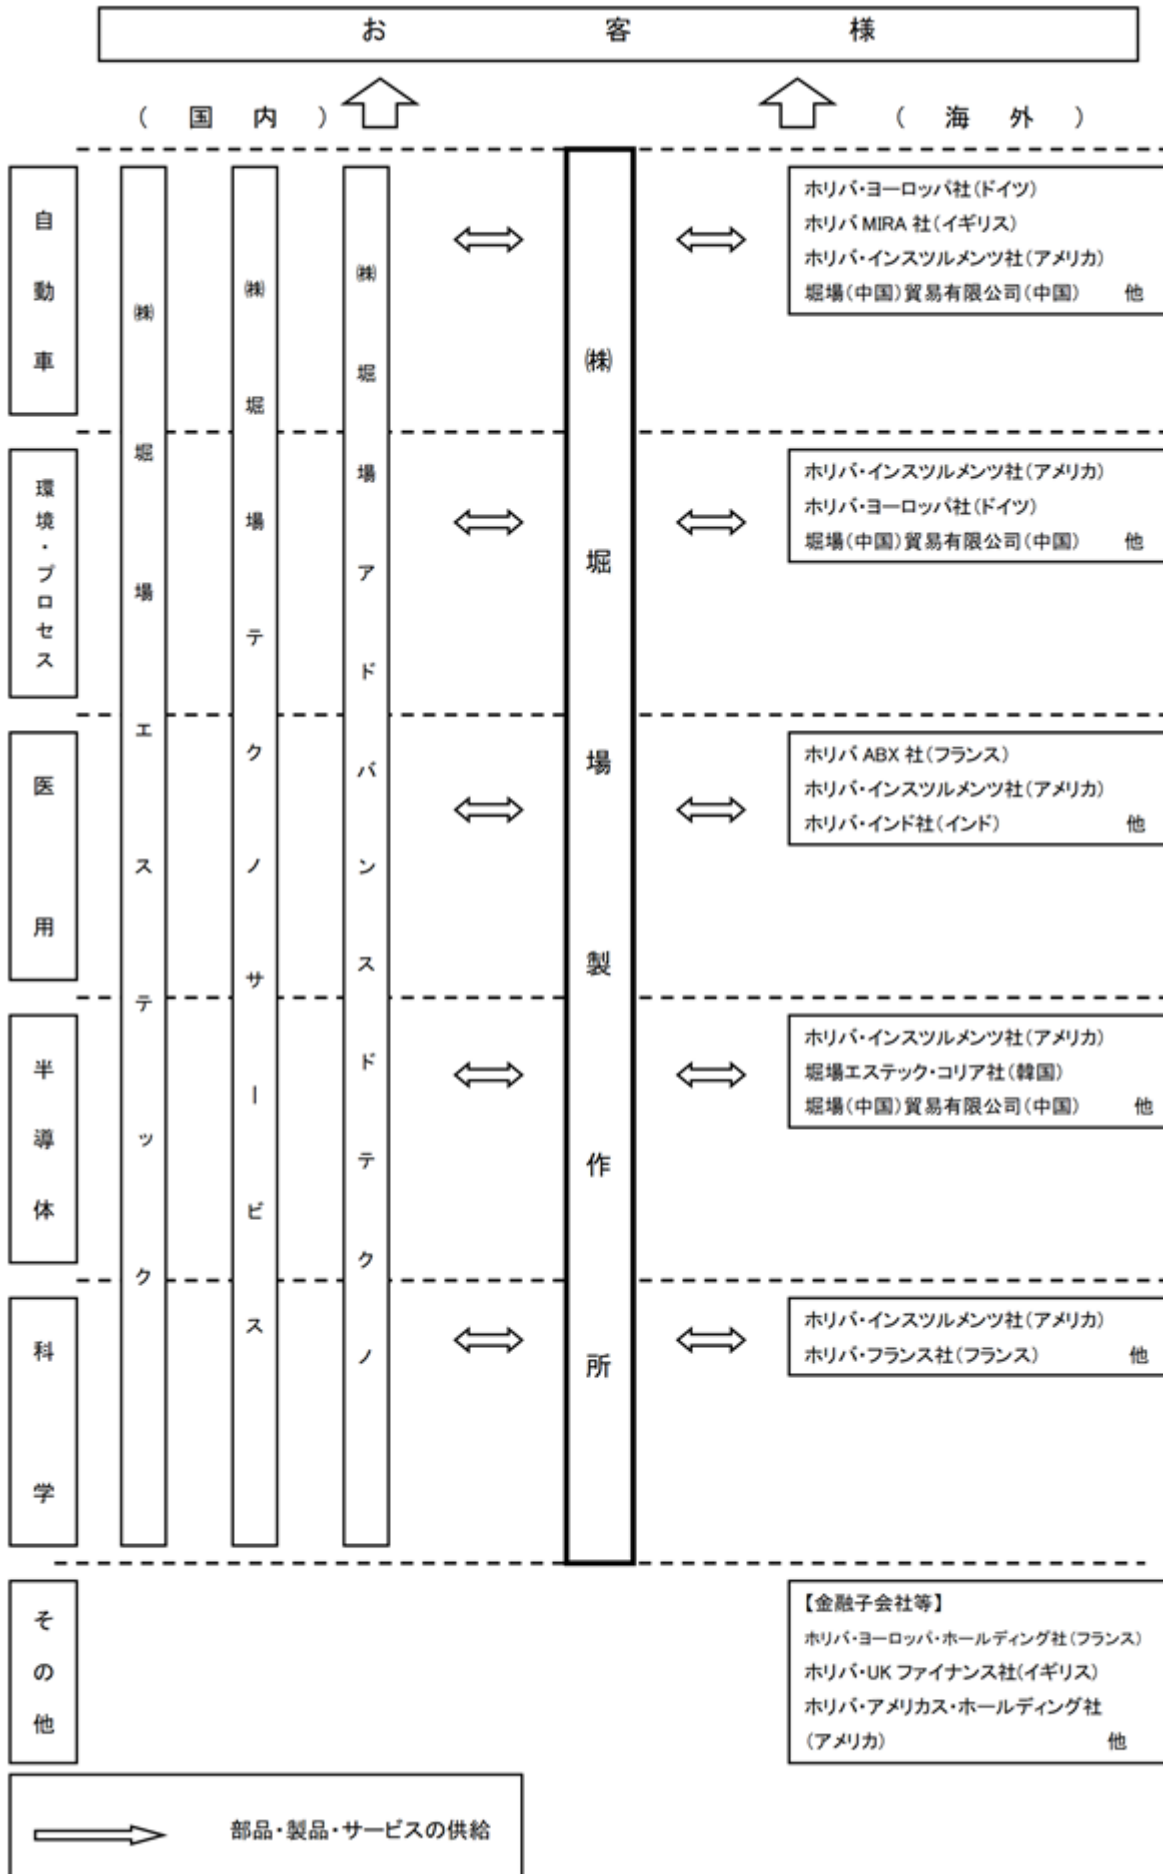 お客様
(国内)
(海外)
自動車
㈱堀場エステック
㈱堀場テクノサービス
㈱堀場アドバンスドテクノ
㈱堀場製作所
ホリバ・ヨーロッパ社(ドイツ)
ホリバ MIRA 社(イギリス)
ホリバ・インスツルメンツ社(アメリカ)
堀場(中国)貿易有限公司(中国) 他
環境・プロセス
ホリバ・インスツルメンツ社(アメリカ)
ホリバ・ヨーロッパ社(ドイツ)
堀場(中国)貿易有限公司(中国) 他
医用
ホリバ ABX 社(フランス)
ホリバ・インスツルメンツ社(アメリカ)
ホリバ・インド社(インド) 他
半導体
ホリバ・インスツルメンツ社(アメリカ)
堀場エステック・コリア社(韓国)
堀場(中国)貿易有限公司(中国) 他
科学
ホリバ・インスツルメンツ社(アメリカ)
ホリバ・フランス社(フランス) 他
その他
【金融子会社等】
ホリバ・ヨーロッパ・ホールディング社(フランス)
ホリバ・UK ファイナンス社(イギリス)
ホリバ・アメリカス・ホールディング社
(アメリカ) 他
部品・製品・サービスの供給